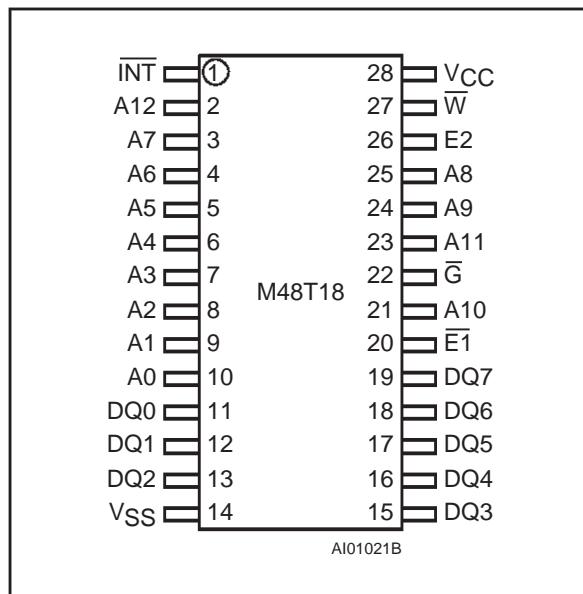 INT 1 28 VCC
A12 2 27 W
A7 3 26 E2
A6 4 25 A8
A5 5 24 A9
A4 6 23 A11
A3 7 22 G
M48T18
A2 8 21 A10
A1 9 20 E1
A0 10 19 DQ7
DQ0 11 18 DQ6
DQ1 12 17 DQ5
DQ2 13 16 DQ4
VSS 14 15 DQ3
AI01021B